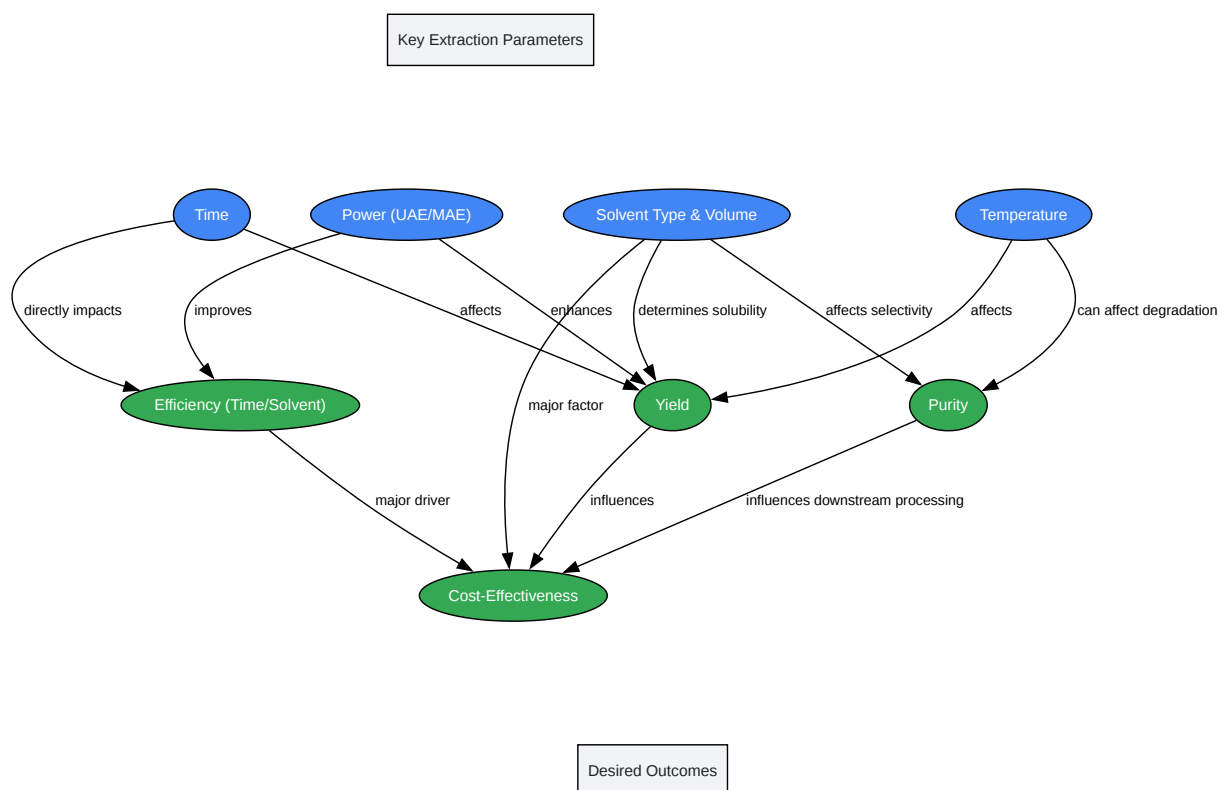 Key Extraction Parameters
Time
Power (UAE/MAE)
Solvent Type & Volume
Temperature
directly impacts
improves
affects
enhances
determines solubility
affects selectivity
affects
can affect degradation
Efficiency (Time/Solvent)
major factor
Yield
Purity
major driver
influences
influences downstream processing
Cost-Effectiveness
Desired Outcomes